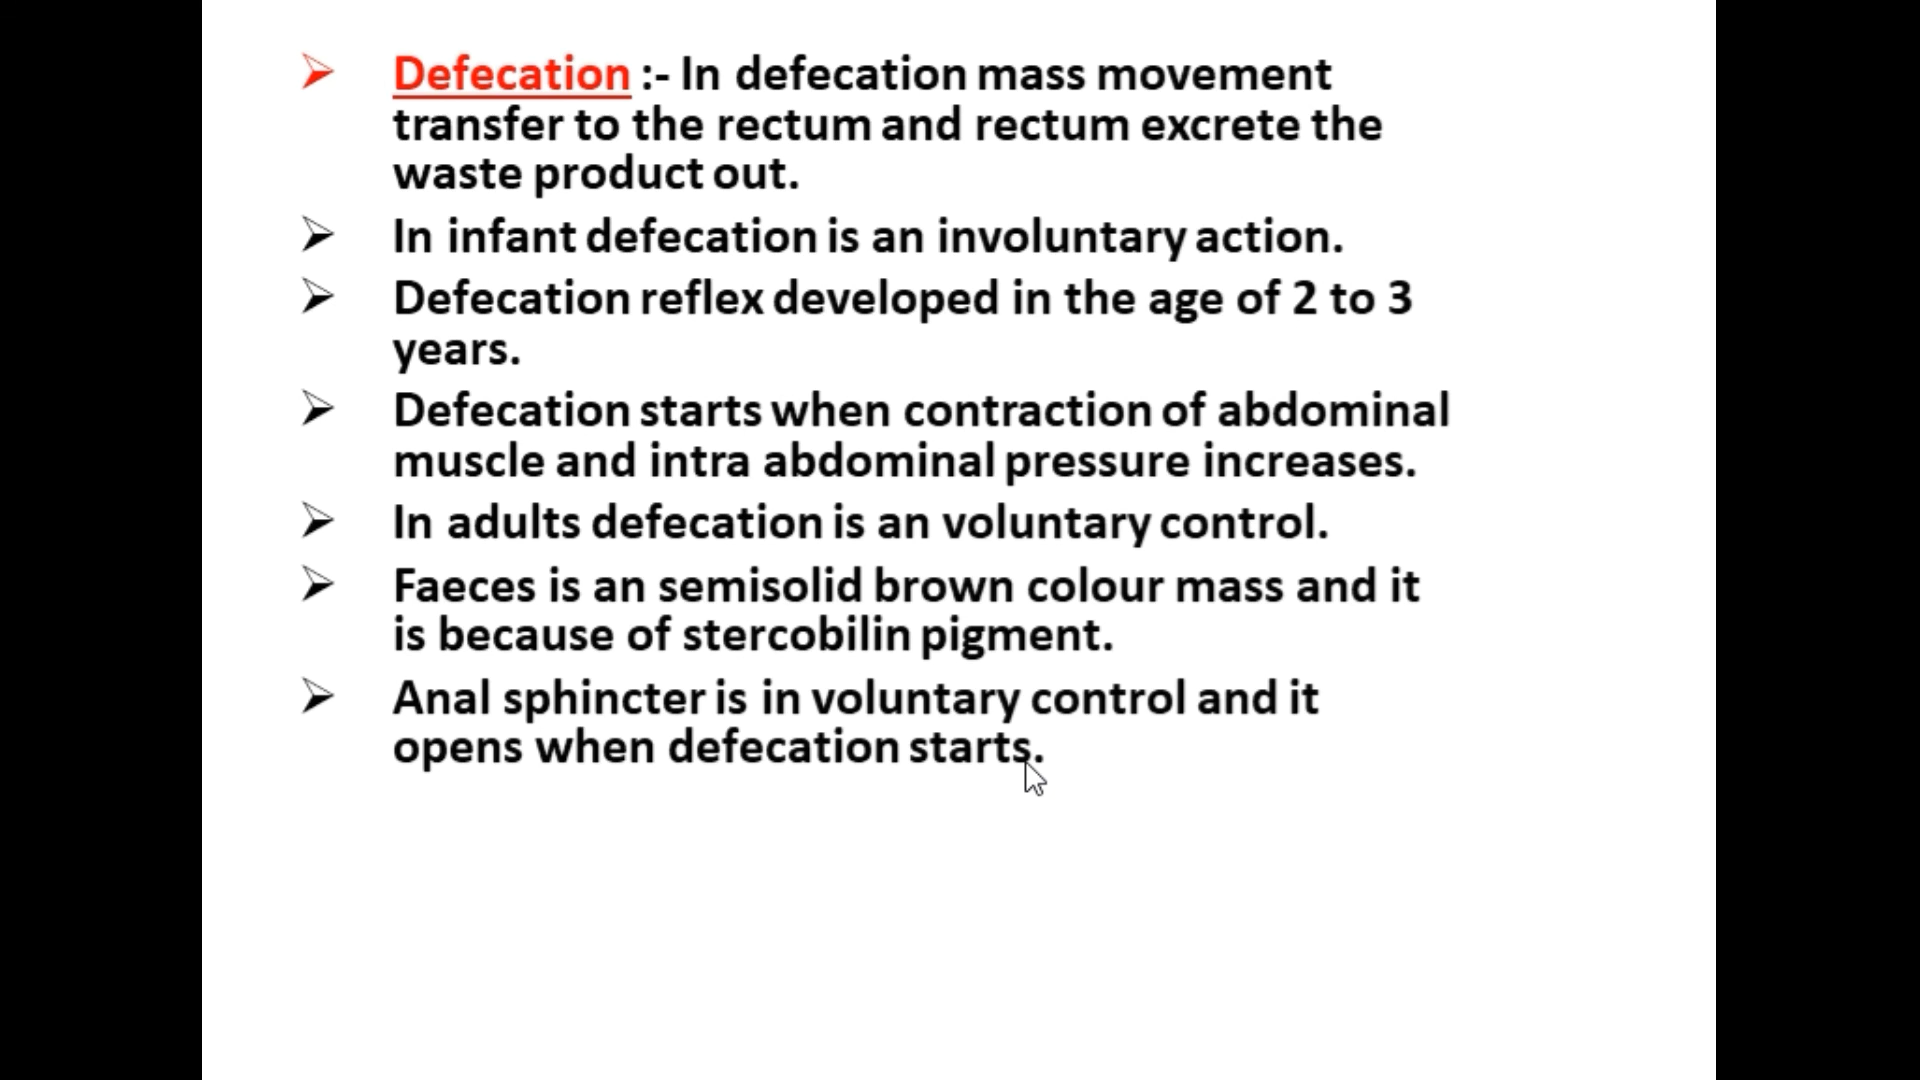 Defecation :- In defecation mass movement
transfer to the rectum and rectum excrete the
waste product out.
In infant defecation is an involuntary action.
Defecation reflex developed in the age of 2 to 3
years.
Defecation starts when contraction of abdominal
muscle and intra abdominal pressure increases.
In adults defecation is an voluntary control.
Faeces is an semisolid brown colour mass and it
is because of stercobilin pigment.
Anal sphincter is in voluntary control and it
opens when defecation starts.